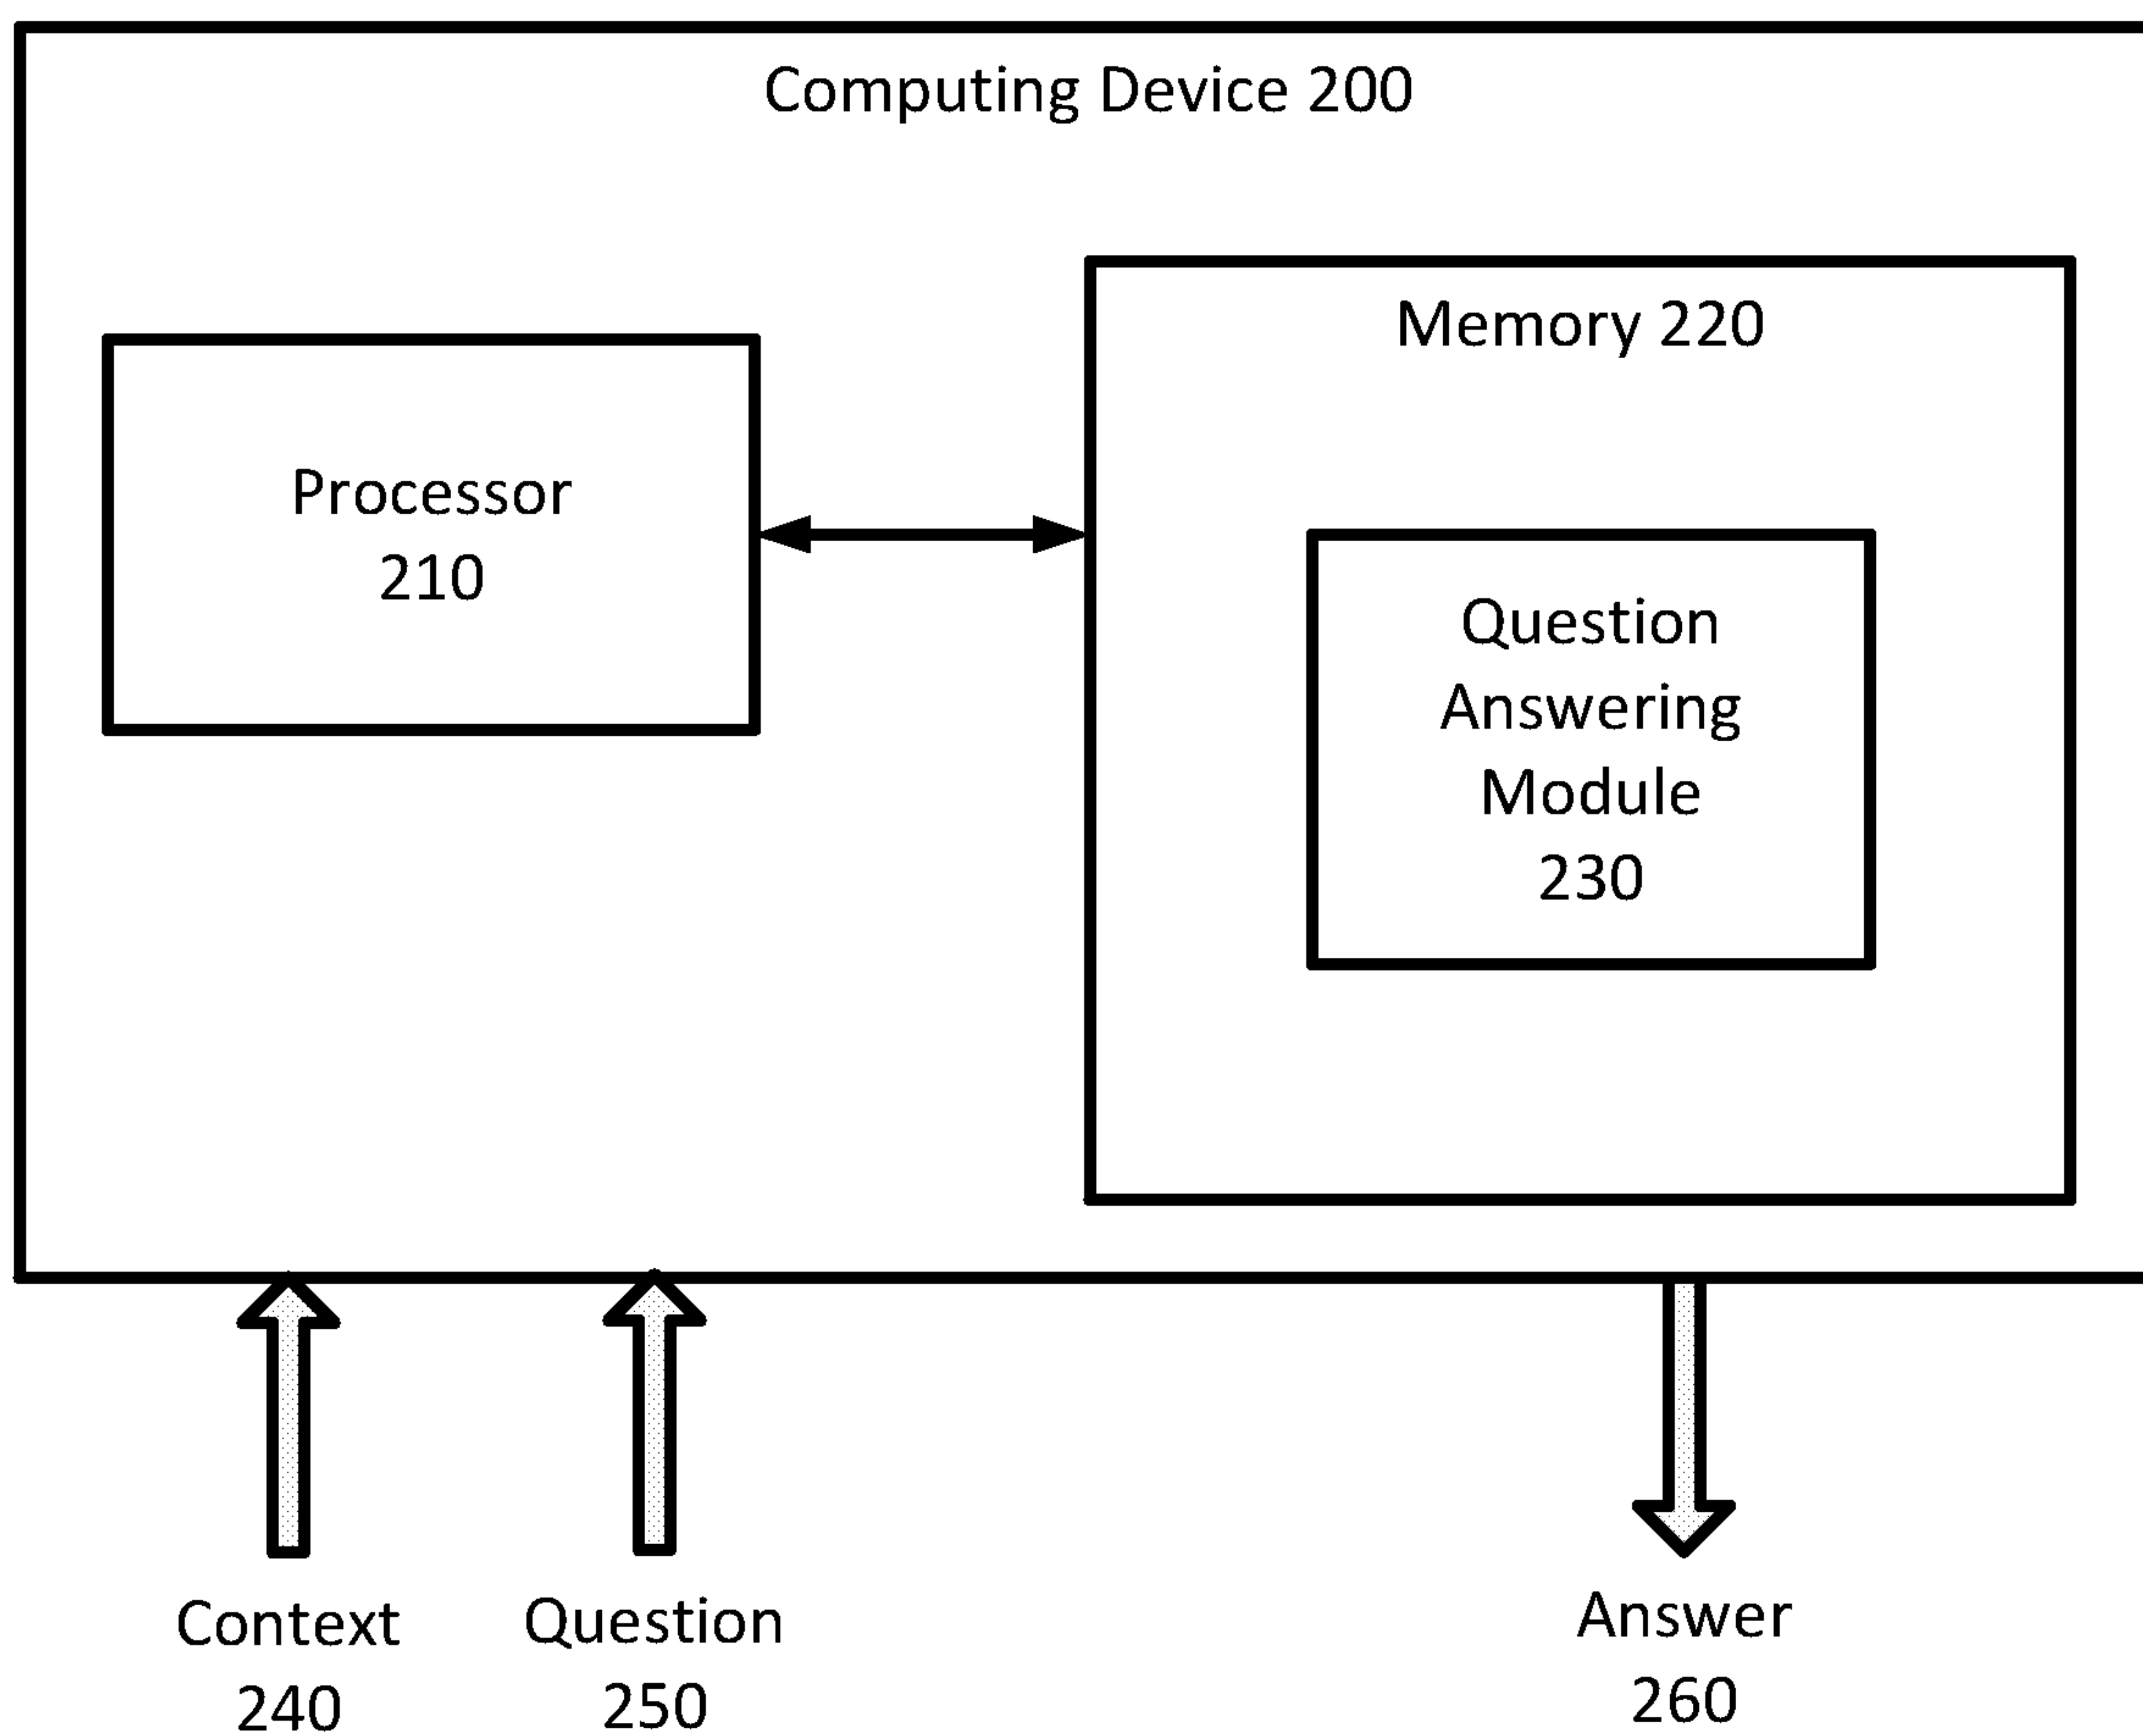 Computing Device 200
Memory 220
Processor
210
Question
Answering
Module
230
Context
240
Question
250
Answer
260